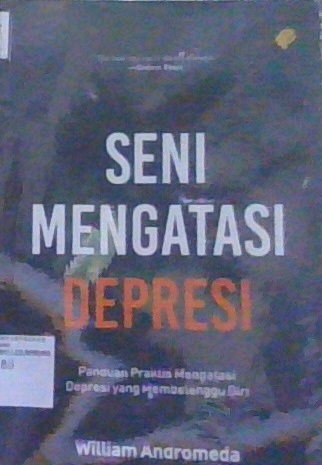 SENI
MENGATASI
DEPRESI
Panduan Praktis Mengatasi
Depresi yang Membelenggu Diri
William Andromeda